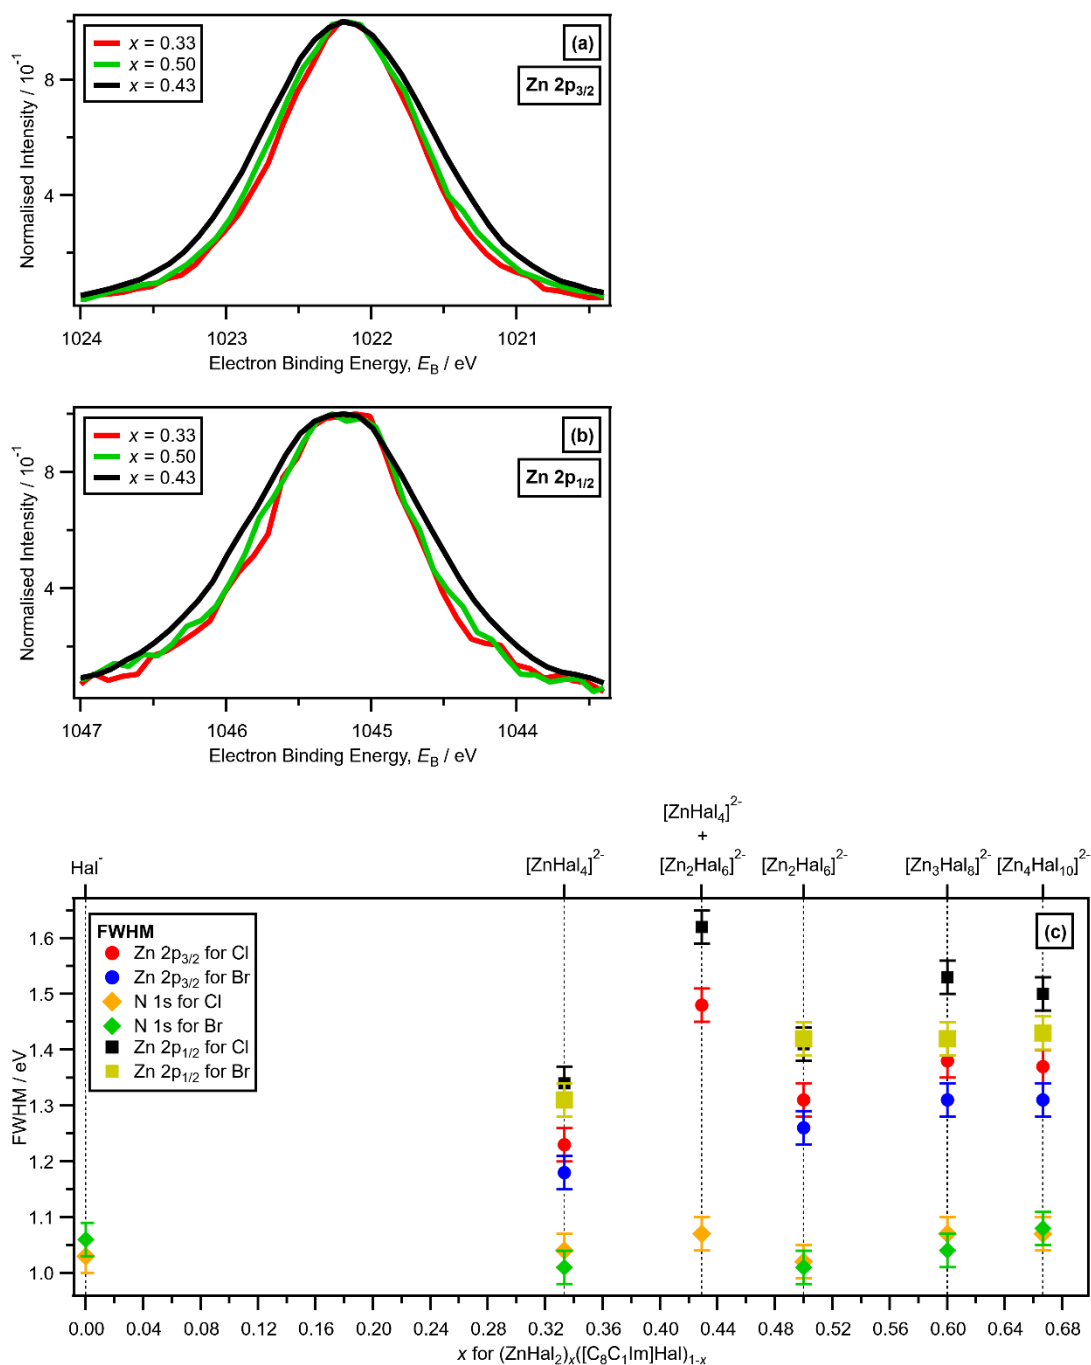 x = 0.33
x = 0.50
x = 0.43
(a)
Zn 2p3/2
Normalised Intensity / 10⁻¹
8
4
1024
1023
1022
1021
Electron Binding Energy, E_B / eV
x = 0.33
x = 0.50
x = 0.43
(b)
Zn 2p1/2
Normalised Intensity / 10⁻¹
8
4
1047
1046
1045
1044
Electron Binding Energy, E_B / eV
[ZnHal₄]²⁻
+
Hal⁻ [ZnHal₄]²⁻ [Zn₂Hal₆]²⁻ [Zn₂Hal₆]²⁻ [Zn₃Hal₈]²⁻ [Zn₄Hal₁₀]²⁻
FWHM
Zn 2p3/2 for Cl
Zn 2p3/2 for Br
N 1s for Cl
N 1s for Br
Zn 2p1/2 for Cl
Zn 2p1/2 for Br
(c)
FWHM / eV
1.6
1.5
1.4
1.3
1.2
1.1
1.0
0.00 0.04 0.08 0.12 0.16 0.20 0.24 0.28 0.32 0.36 0.40 0.44 0.48 0.52 0.56 0.60 0.64 0.68
x for (ZnHal₂)ₓ([C₈C₁Im]Hal)₁₋ₓ